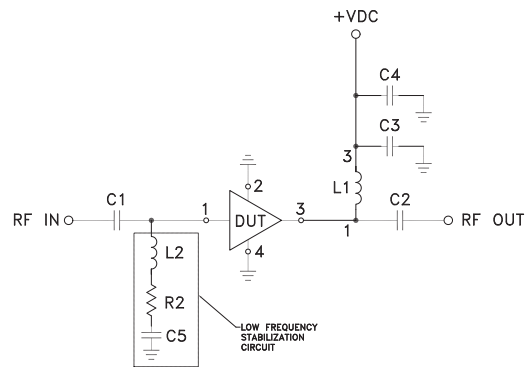 +VDC
C4
C3
3
L1
2
C1
C2
RF IN
1
DUT
3
1
RF OUT
4
L2
R2
C5
LOW FREQUENCY
STABILIZATION
CIRCUIT